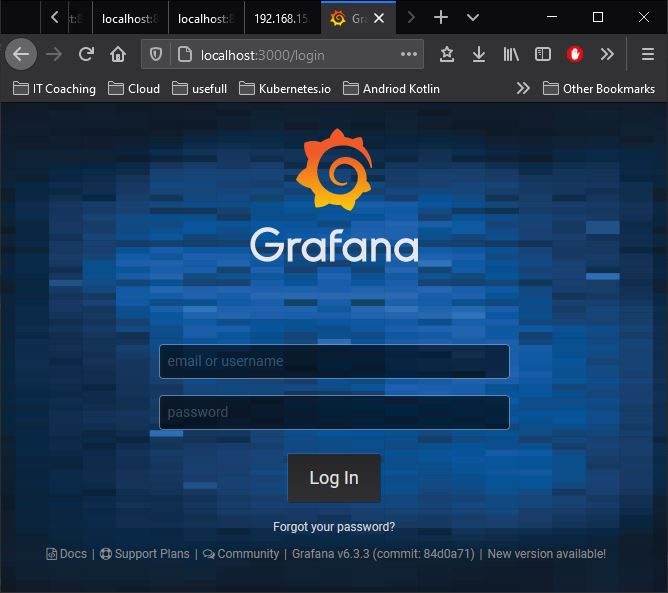 localhost:8
localhost:8
192.168.15
Gra
localhost:3000/login
IT Coaching
Cloud
usefull
Kubernetes.io
Andriod Kotlin
Other Bookmarks
Grafana
email or username
password
Log In
Forgot your password?
Docs | Support Plans | Community | Grafana v6.3.3 (commit: 84d0a71) | New version available!